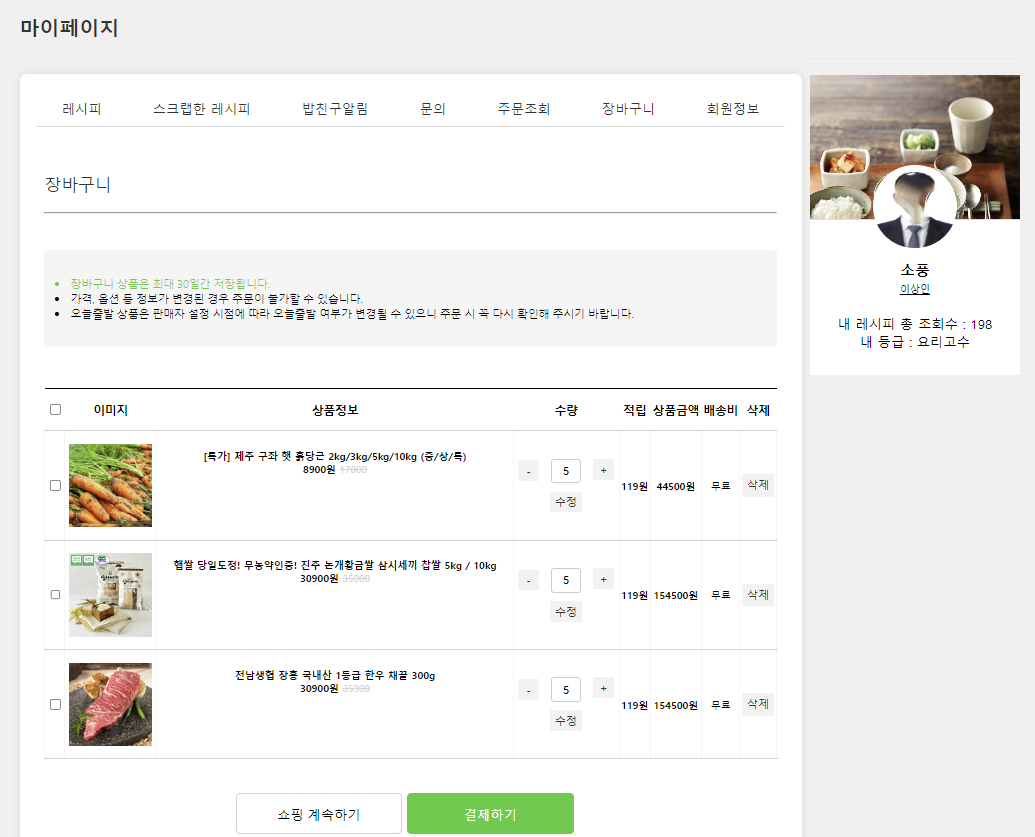 마이페이지
레시피 스크랩한 레시피 밥친구알림 문의 주문조회 장바구니 회원정보
장바구니
장바구니 상품은 최대 30일간 저장됩니다.
가격, 옵션 등 정보가 변경된 경우 주문이 불가할 수 있습니다.
오늘출발 상품은 판매자 설정 시점에 따라 오늘출발 여부가 변경될 수 있으니 주문 시 꼭 다시 확인해 주시기 바랍니다.
이미지 상품정보 수량 적립 상품금액 배송비 삭제
[특가] 제주 구좌 햇 흙당근 2kg/3kg/5kg/10kg (중/상/특)
8900원 17800
- 5 +
수정
119원 44500원 무료 삭제
햅쌀 당일도정! 무농약인증! 진주 논개황금쌀 삼시세끼 찹쌀 5kg / 10kg
30900원 35000
- 5 +
수정
119원 154500원 무료 삭제
전남생협 장흥 국내산 1등급 한우 채끝 300g
30900원 35900
- 5 +
수정
119원 154500원 무료 삭제
쇼핑 계속하기 결제하기
소풍
이상인
내 레시피 총 조회수 : 198
내 등급 : 요리고수